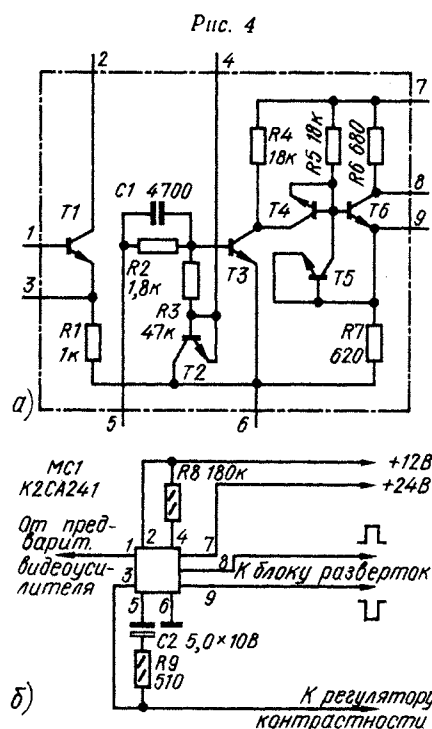 Рис. 4
2
4
7
R4
18к
R5 18к
R6 680
C1 4700
8
T1
T4
T6
9
1
R2
1,8к
T3
3
R3
47к
T5
R1
1к
T2
R7
620
а)
5
6
МС1
К2СА241
R8 180к
+12В
+24В
От пред-
варит.
видеоуси-
лителя
1
2
4
7
8
К блоку разверток
3
9
5
6
C2 5,0×10В
R9
510
б)
К регулятору
контрастности